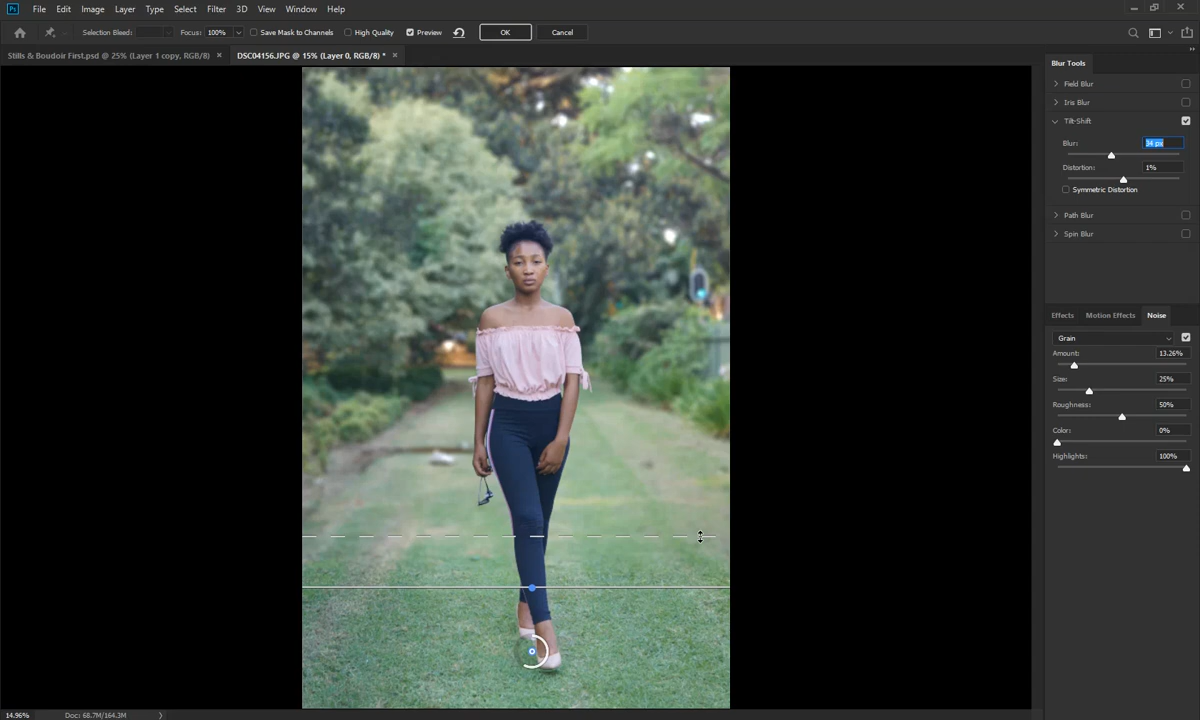 Ps File Edit Image Layer Type Select Filter 3D View Window Help
Selection Bleed: Focus: 100% Save Mask to Channels High Quality Preview OK Cancel
Stills & Boudoir First.psd @ 25% (Layer 1 copy, RGB/8) × DSC04156.JPG @ 15% (Layer 0, RGB/8) * ×
Blur Tools
Field Blur
Iris Blur
Tilt-Shift
Blur: 34 px
Distortion: 1%
Symmetric Distortion
Path Blur
Spin Blur
Effects Motion Effects Noise
Grain
Amount: 13.26%
Size: 25%
Roughness: 50%
Color: 0%
Highlights: 100%
14.96% Doc: 68.7M/164.3M